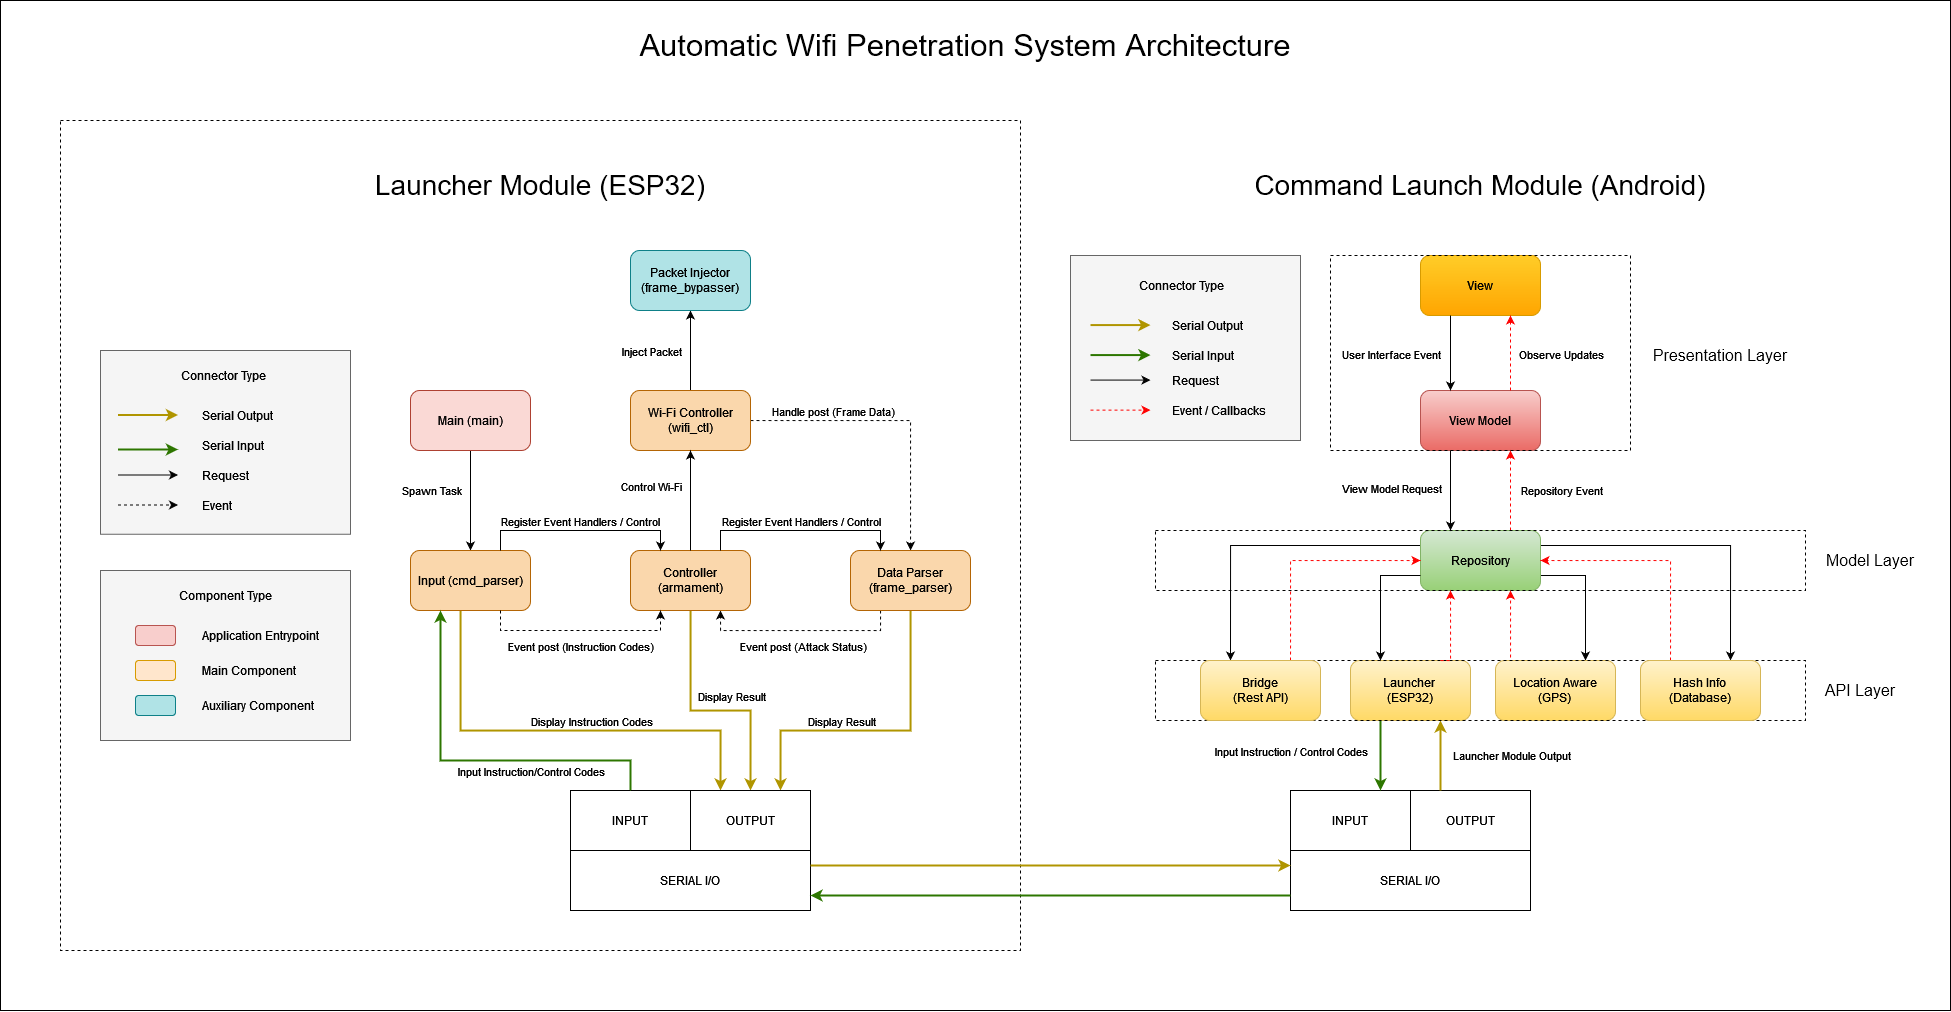 Automatic Wifi Penetration System Architecture
Launcher Module (ESP32)
Connector Type
Serial Output
Serial Input
Request
Event
Component Type
Application Entrypoint
Main Component
Auxiliary Component
Packet Injector
(frame_bypasser)
Inject Packet
Main (main)
Wi-Fi Controller
(wifi_ctl)
Handle post (Frame Data)
Spawn Task
Control Wi-Fi
Register Event Handlers / Control
Register Event Handlers / Control
Input (cmd_parser)
Controller
(armament)
Data Parser
(frame_parser)
Event post (Instruction Codes)
Event post (Attack Status)
Display Result
Display Instruction Codes
Display Result
Input Instruction/Control Codes
INPUT
OUTPUT
SERIAL I/O
Command Launch Module (Android)
Connector Type
Serial Output
Serial Input
Request
Event / Callbacks
View
User Interface Event
Observe Updates
Presentation Layer
View Model
View Model Request
Repository Event
Repository
Model Layer
Bridge
(Rest API)
Launcher
(ESP32)
Location Aware
(GPS)
Hash Info
(Database)
API Layer
Input Instruction / Control Codes
Launcher Module Output
INPUT
OUTPUT
SERIAL I/O